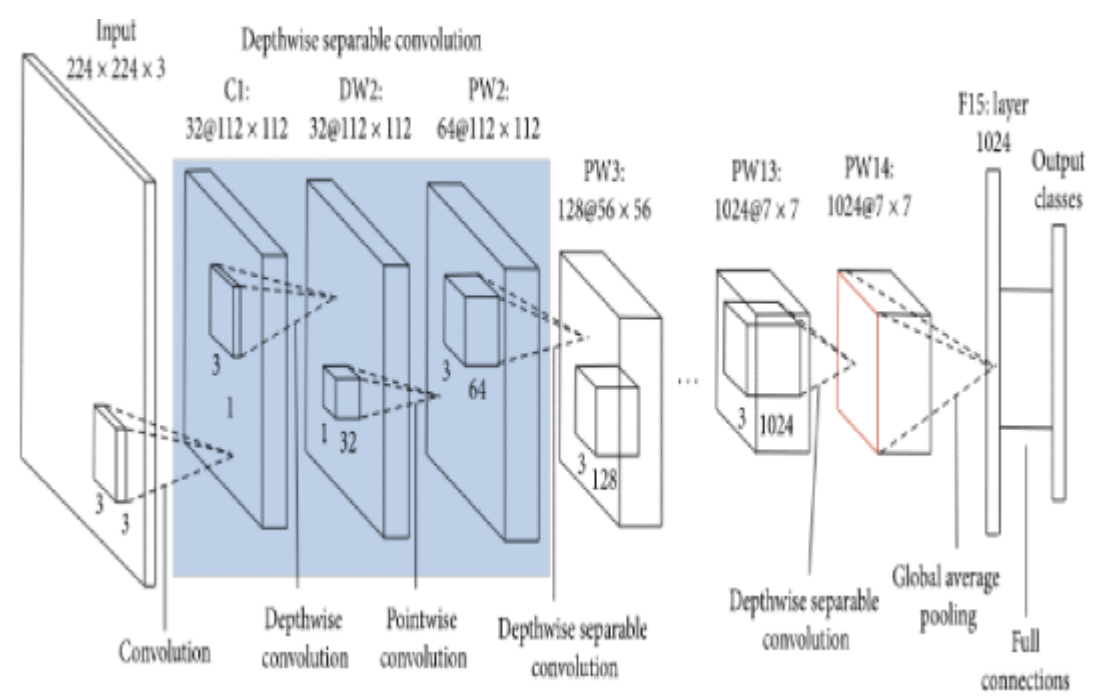 Input
224 × 224 × 3
Depthwise separable convolution
C1:
32@112 × 112
DW2:
32@112 × 112
PW2:
64@112 × 112
PW3:
128@56 × 56
PW13:
1024@7 × 7
PW14:
1024@7 × 7
F15: layer
1024
Output
classes
3
3
3
1
1
32
3
64
3
128
...
3
1024
Convolution
Depthwise
convolution
Pointwise
convolution
Depthwise separable
convolution
Depthwise separable
convolution
Global average
pooling
Full
connections